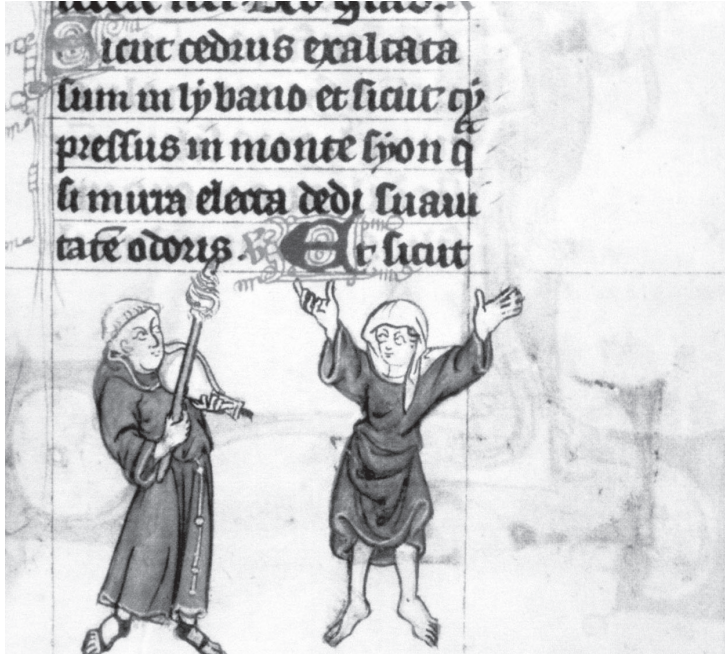 Sicut cedrus exaltata
sum in lybano et sicut cy
pressus in monte syon q̅
si mirra electa dedi suaui
tatē odoris. ℣ Et sicut